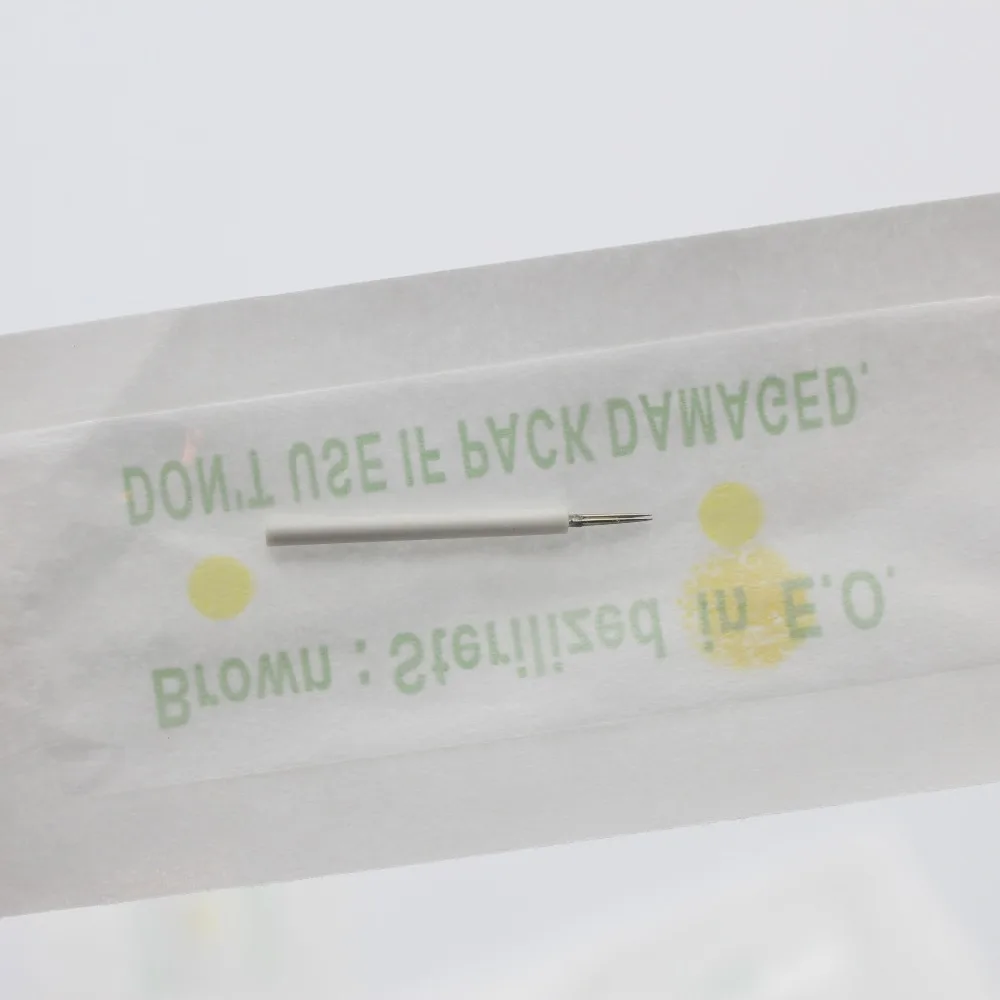 DON'T USE IF PACK DAMAGED.
Brown : Sterilized in E.O.